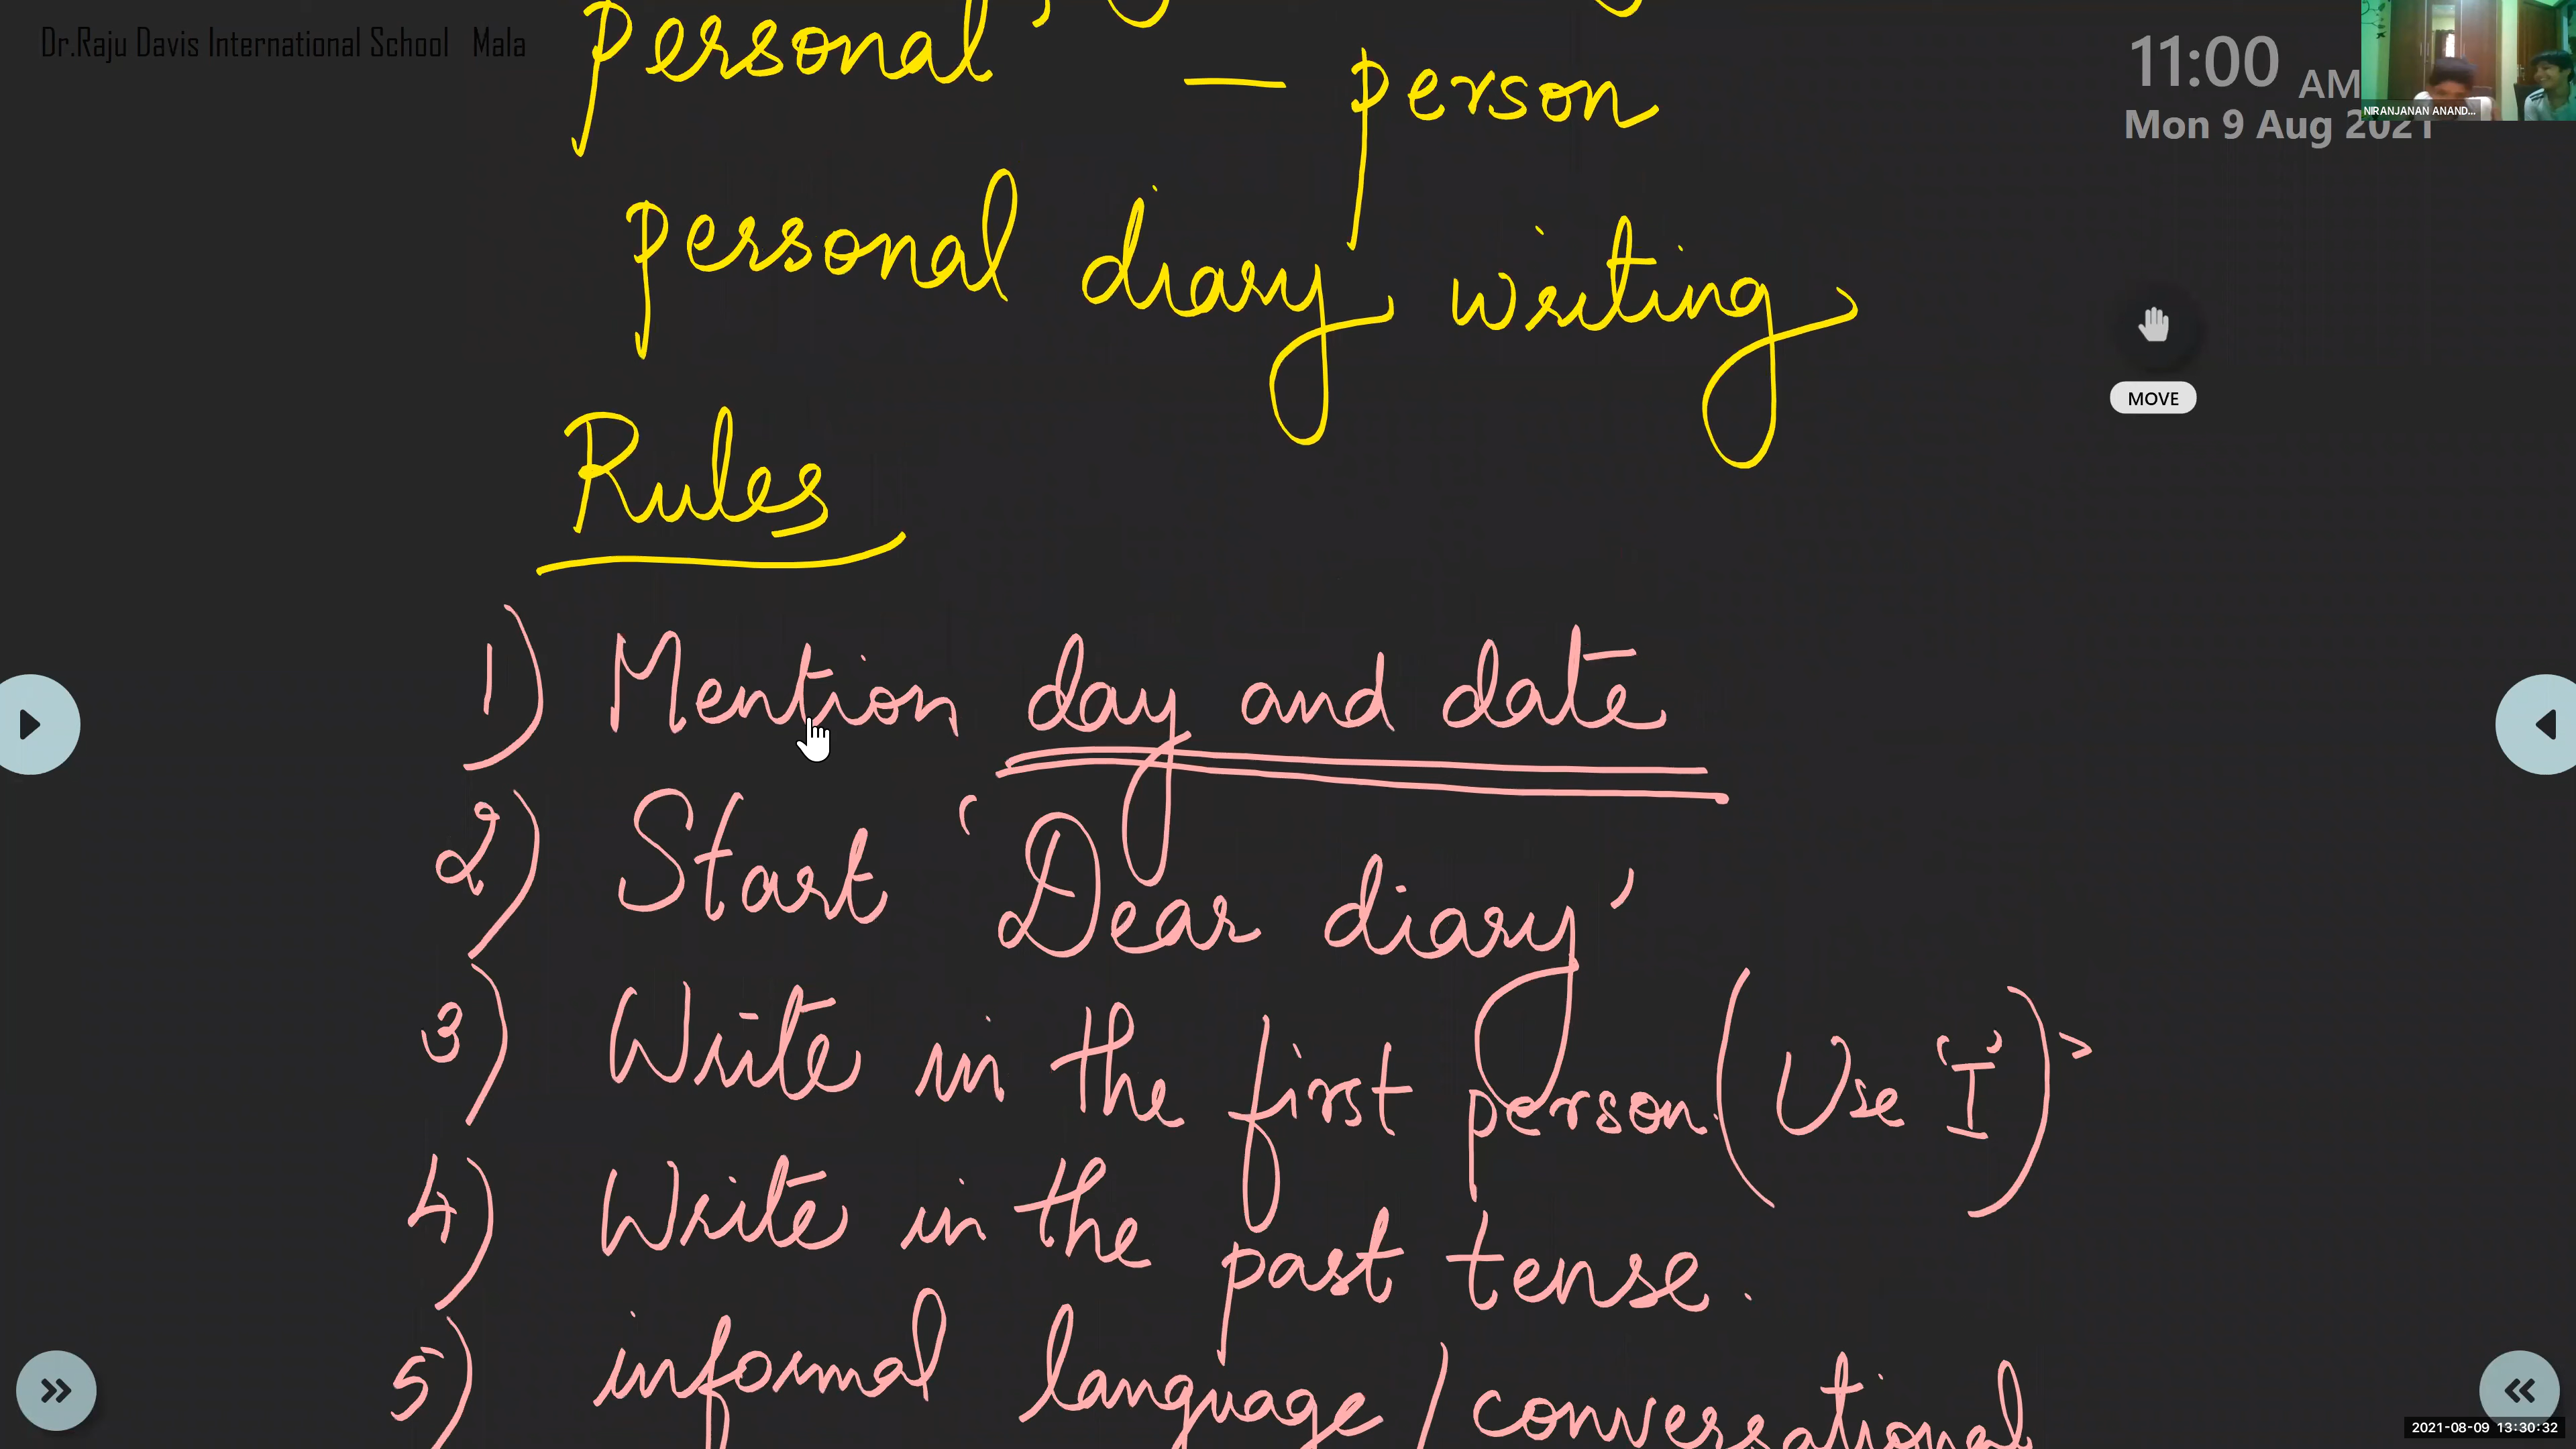 Dr.Raju Davis International School Mala
11:00 AM
Mon 9 Aug 2021
NIRANJANAN ANAND...
personal
— person
personal diary writing
MOVE
Rules
1) Mention day and date
2) Start 'Dear diary'
3) Write in the first person. (Use 'I')
4) Write in the past tense.
5) informal language / conversational
2021-08-09 13:30:32